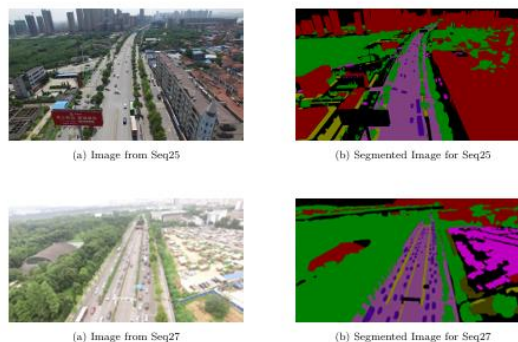 (a) Image from Seq25
(b) Segmented Image for Seq25
(a) Image from Seq27
(b) Segmented Image for Seq27